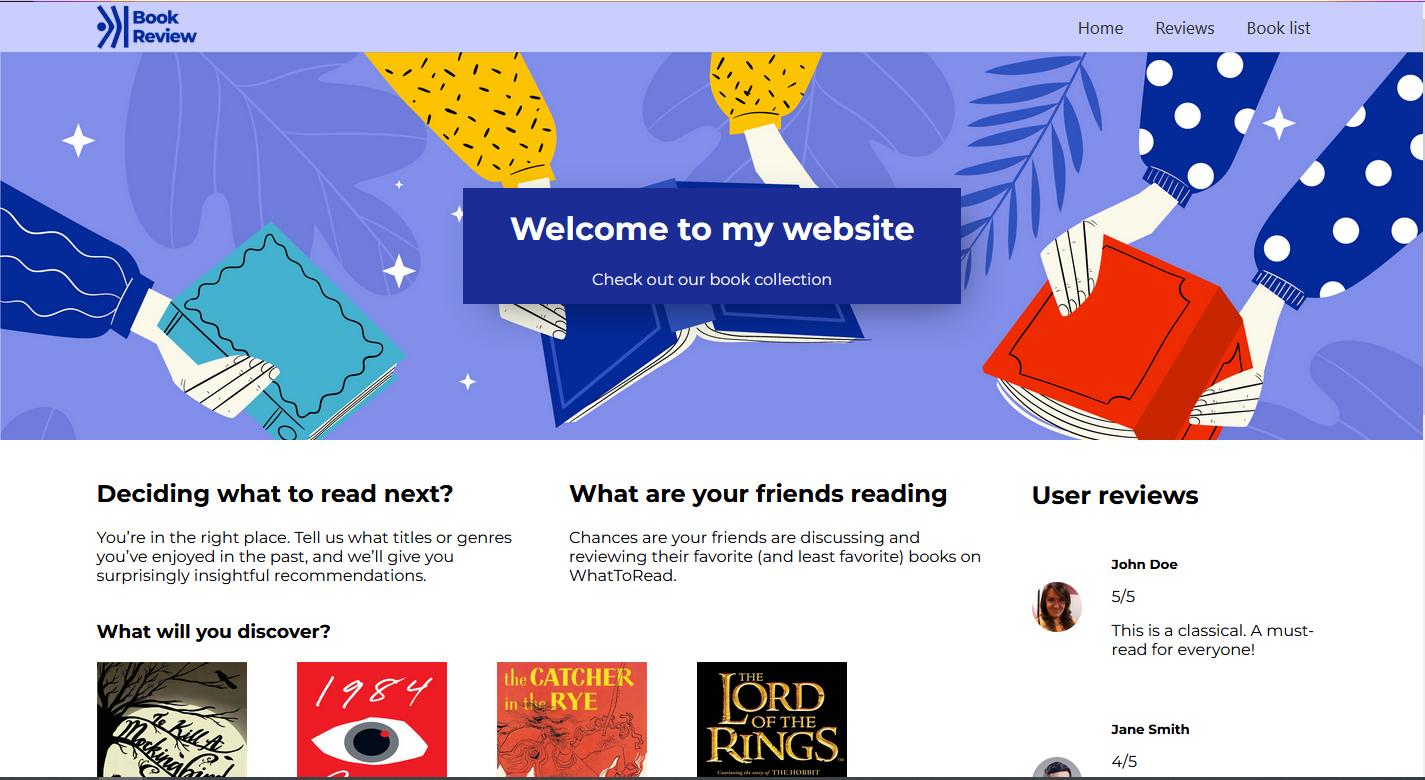 Book
Review
Home
Reviews
Book list
Welcome to my website
Check out our book collection
Deciding what to read next?
You’re in the right place. Tell us what titles or genres
you’ve enjoyed in the past, and we’ll give you
surprisingly insightful recommendations.
What are your friends reading
Chances are your friends are discussing and
reviewing their favorite (and least favorite) books on
WhatToRead.
What will you discover?
To Kill A
Mockingbird
1984
the CATCHER
in the RYE
THE
LORD
OF THE
RINGS
Continuing the story of THE HOBBIT
User reviews
John Doe
5/5
This is a classical. A must-
read for everyone!
Jane Smith
4/5